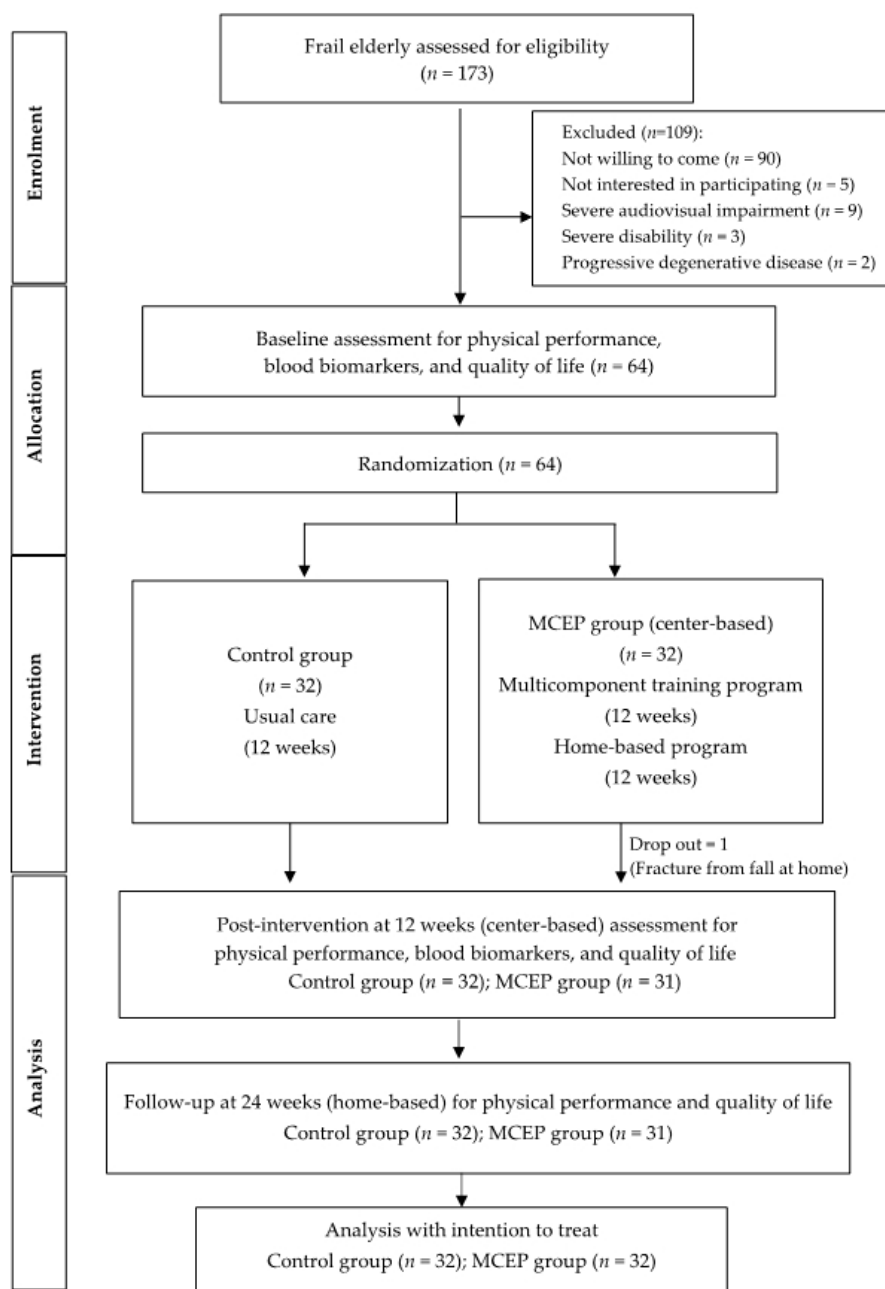 Enrolment
Frail elderly assessed for eligibility
(n = 173)
Excluded (n=109):
Not willing to come (n = 90)
Not interested in participating (n = 5)
Severe audiovisual impairment (n = 9)
Severe disability (n = 3)
Progressive degenerative disease (n = 2)
Allocation
Baseline assessment for physical performance,
blood biomarkers, and quality of life (n = 64)
Randomization (n = 64)
Intervention
Control group
(n = 32)
Usual care
(12 weeks)
MCEP group (center-based)
(n = 32)
Multicomponent training program
(12 weeks)
Home-based program
(12 weeks)
Drop out = 1
(Fracture from fall at home)
Analysis
Post-intervention at 12 weeks (center-based) assessment for
physical performance, blood biomarkers, and quality of life
Control group (n = 32); MCEP group (n = 31)
Follow-up at 24 weeks (home-based) for physical performance and quality of life
Control group (n = 32); MCEP group (n = 31)
Analysis with intention to treat
Control group (n = 32); MCEP group (n = 32)